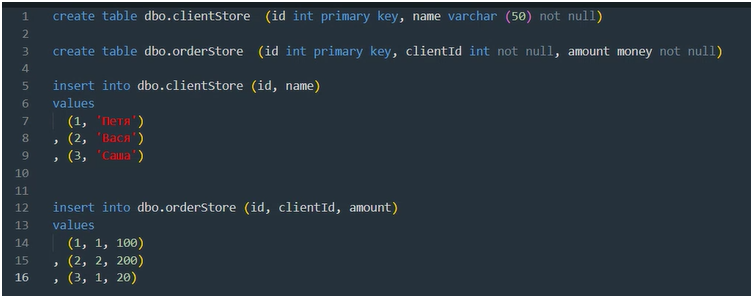 1 create table dbo.clientStore  (id int primary key, name varchar (50) not null)
2
3 create table dbo.orderStore  (id int primary key, clientId int not null, amount money not null)
4
5 insert into dbo.clientStore (id, name)
6 values
7   (1, 'Петя')
8 , (2, 'Вася')
9 , (3, 'Саша')
10
11
12 insert into dbo.orderStore (id, clientId, amount)
13 values
14   (1, 1, 100)
15 , (2, 2, 200)
16 , (3, 1, 20)